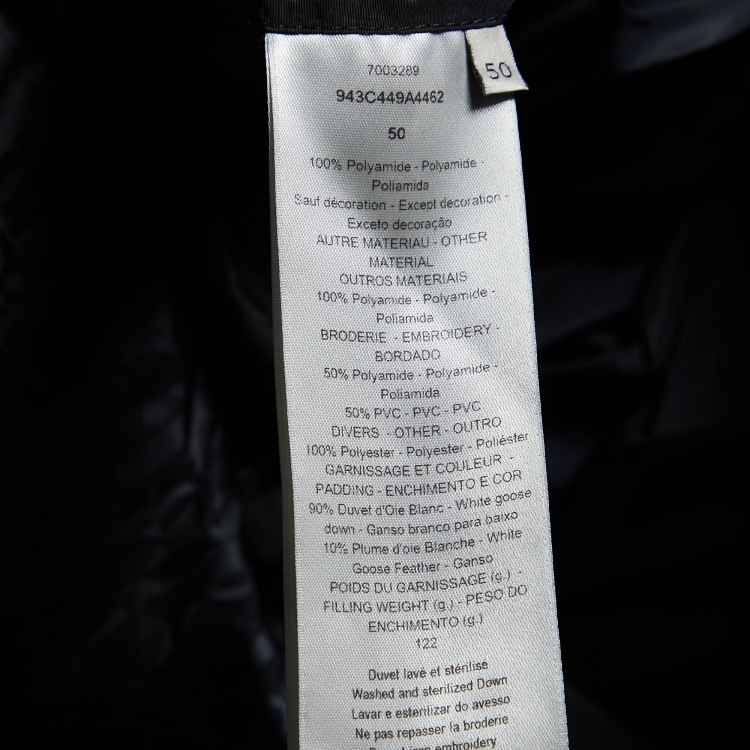 7003289
50
943C449A4462
50
100% Polyamide - Polyamide -
Poliamida
Sauf décoration - Except decoration -
Exceto decoração
AUTRE MATERIAU - OTHER
MATERIAL
OUTROS MATERIAIS
100% Polyamide - Polyamide -
Poliamida
BRODERIE - EMBROIDERY -
BORDADO
50% Polyamide - Polyamide -
Poliamida
50% PVC - PVC - PVC
DIVERS - OTHER - OUTRO
100% Polyester - Polyester - Poliéster
GARNISSAGE ET COULEUR -
PADDING - ENCHIMENTO E COR
90% Duvet d'Oie Blanc - White goose
down - Ganso branco para baixo
10% Plume d'oie Blanche - White
Goose Feather - Ganso
POIDS DU GARNISSAGE (g.) -
FILLING WEIGHT (g.) - PESO DO
ENCHIMENTO (g.)
122
Duvet lavé et stérilisé
Washed and sterilized Down
Lavar e esterilizar do avesso
Ne pas repasser la broderie
embroidery